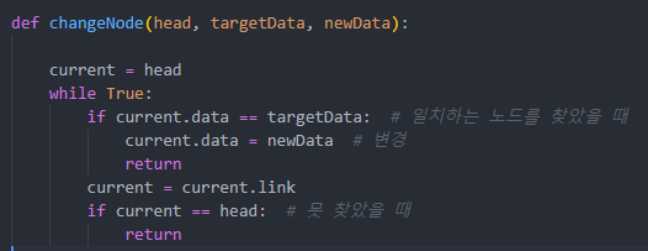 def changeNode(head, targetData, newData):
current = head
while True:
if current.data == targetData:  # 일치하는 노드를 찾았을 때
current.data = newData  # 변경
return
current = current.link
if current == head:  # 못 찾았을 때
return